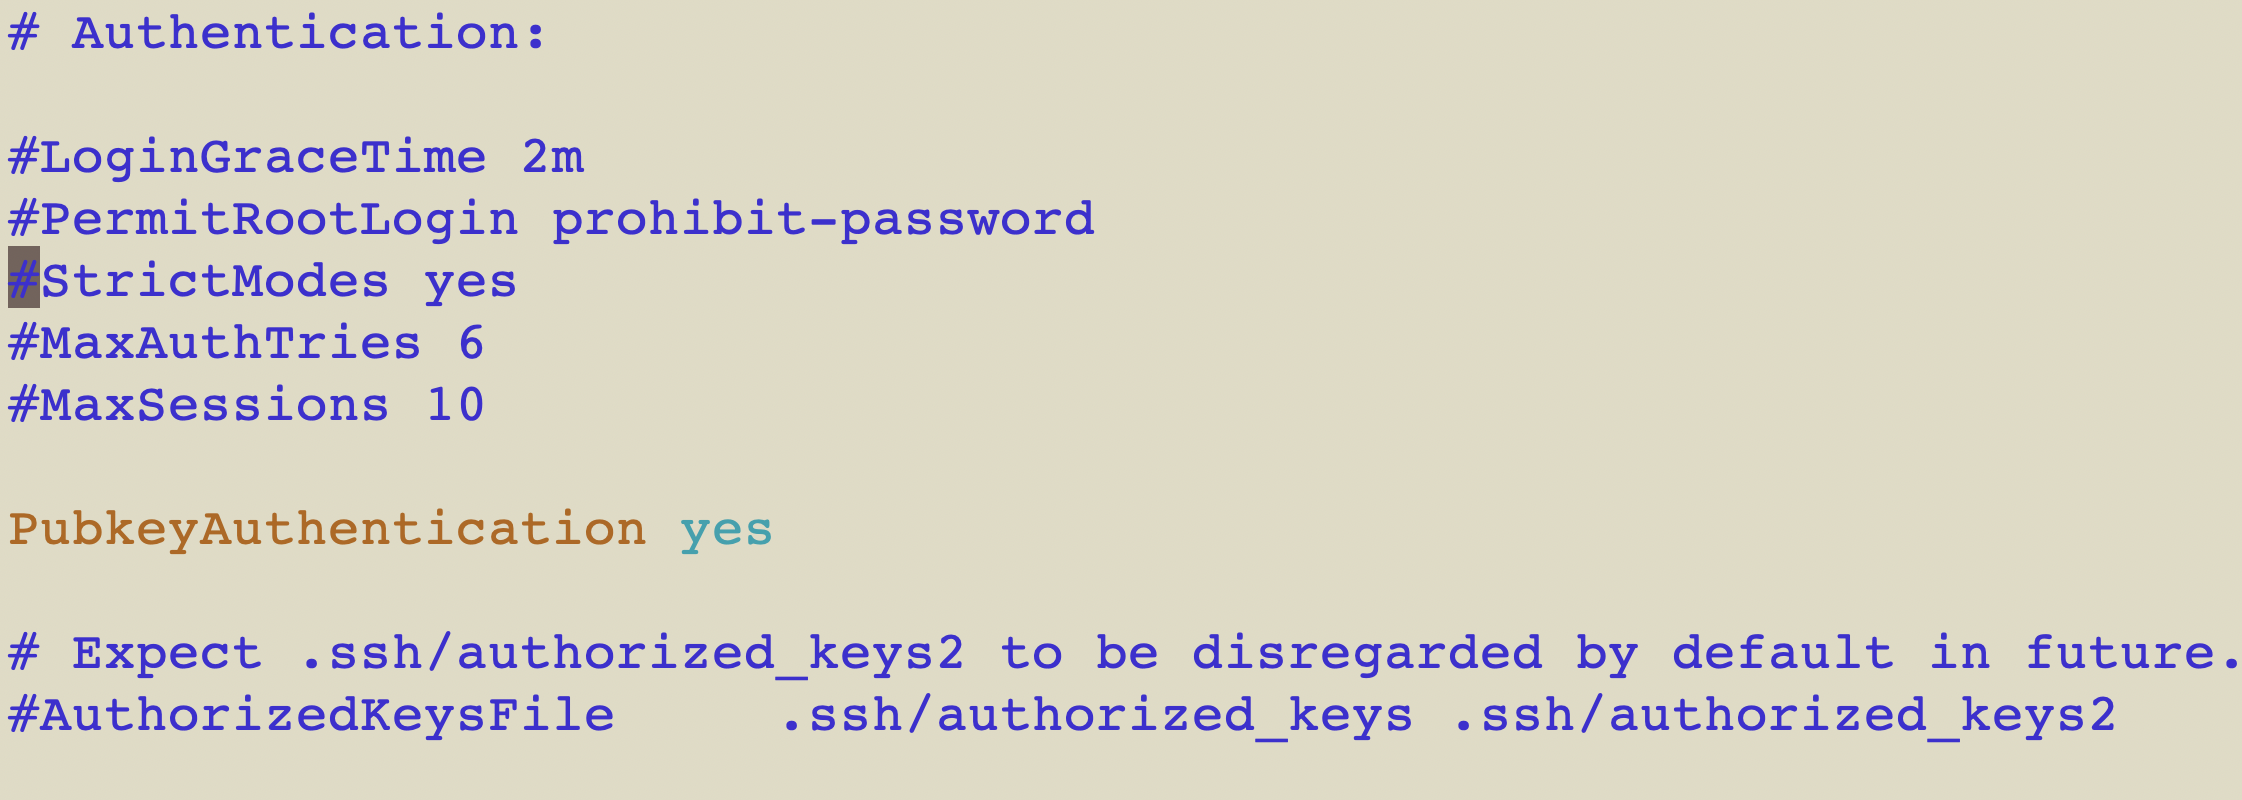 # Authentication:
#LoginGraceTime 2m
#PermitRootLogin prohibit-password
#StrictModes yes
#MaxAuthTries 6
#MaxSessions 10
PubkeyAuthentication yes
# Expect .ssh/authorized_keys2 to be disregarded by default in future.
#AuthorizedKeysFile     .ssh/authorized_keys .ssh/authorized_keys2